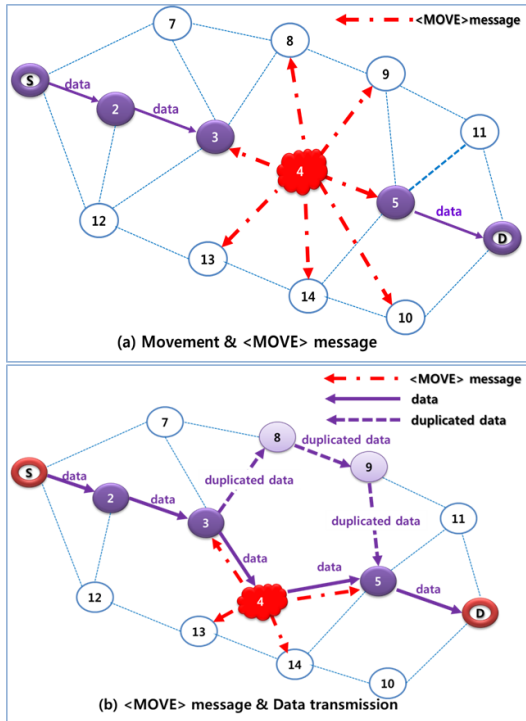 <MOVE>message
7
8
9
S
data
2
data
3
4
11
5
data
D
12
13
14
10
(a) Movement & <MOVE> message
<MOVE> message
data
duplicated data
7
8
duplicated data
9
S
data
2
data
3
duplicated data
duplicated data
11
data
4
data
5
data
D
12
13
14
10
(b) <MOVE> message & Data transmission